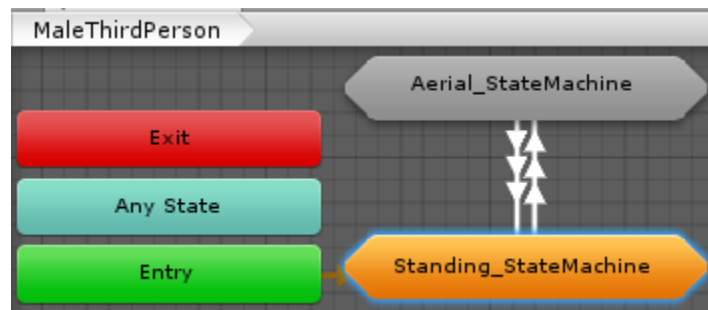 MaleThirdPerson
Aerial_StateMachine
Exit
Any State
Entry
Standing_StateMachine